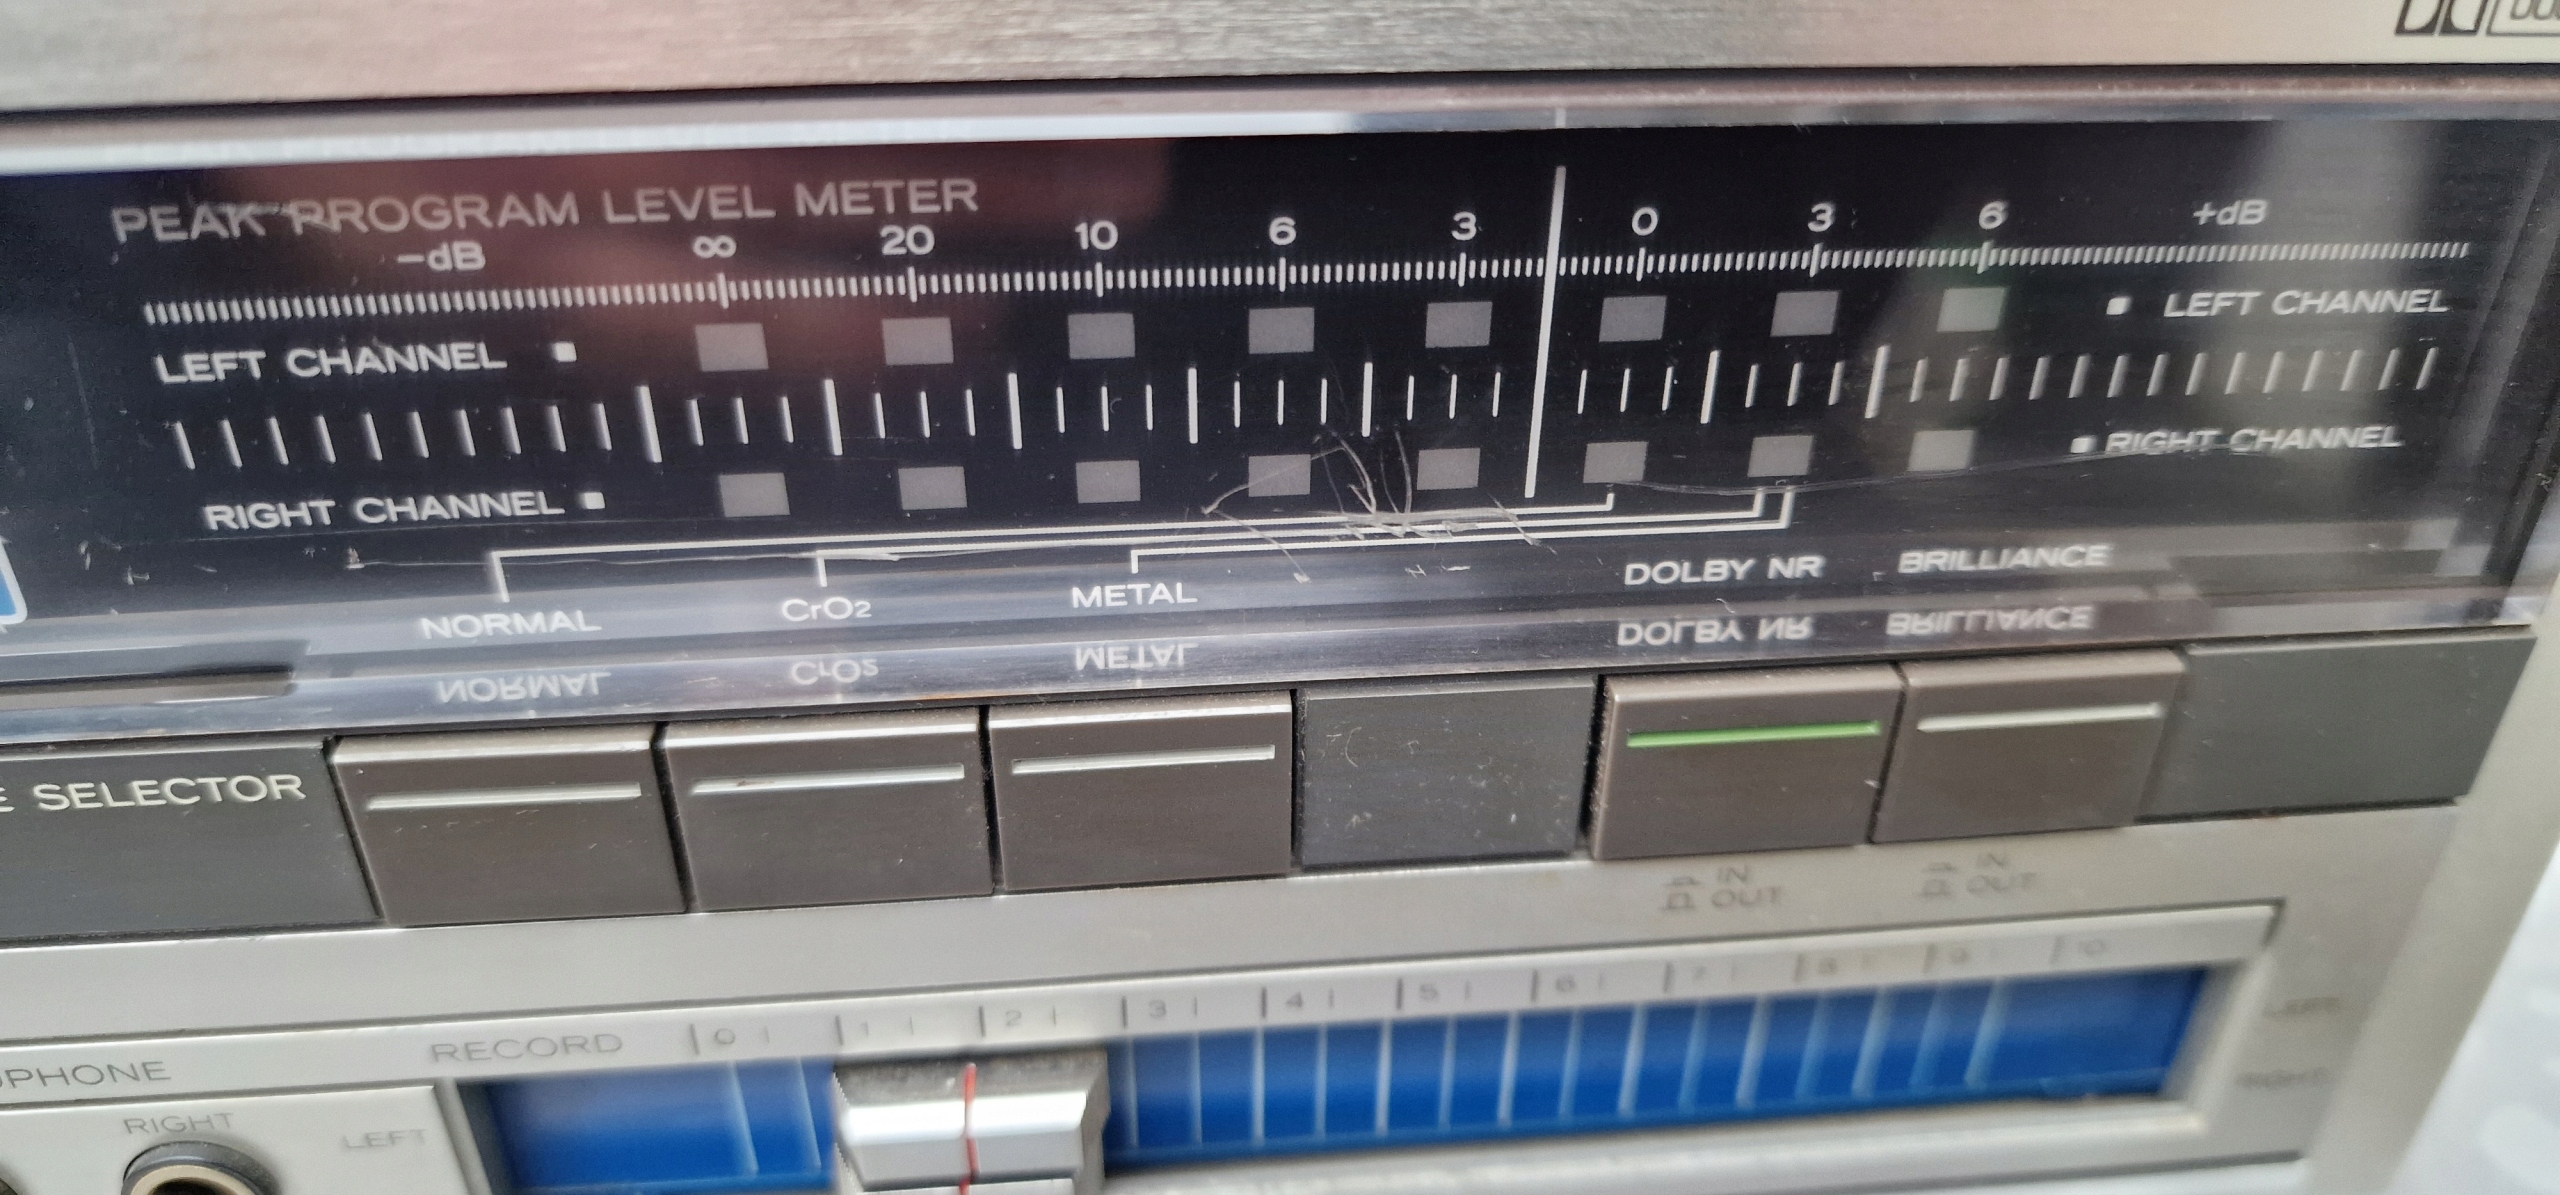 PEAK PROGRAM LEVEL METER
-dB ∞ 20 10 6 3 0 3 6 +dB
LEFT CHANNEL LEFT CHANNEL
RIGHT CHANNEL RIGHT CHANNEL
NORMAL CrO2 METAL DOLBY NR BRILLIANCE
SELECTOR
IN IN
OUT OUT
RECORD 0 1 2 3 4 5 6 7 8 9
LEFT
RIGHT
RIGHT LEFT